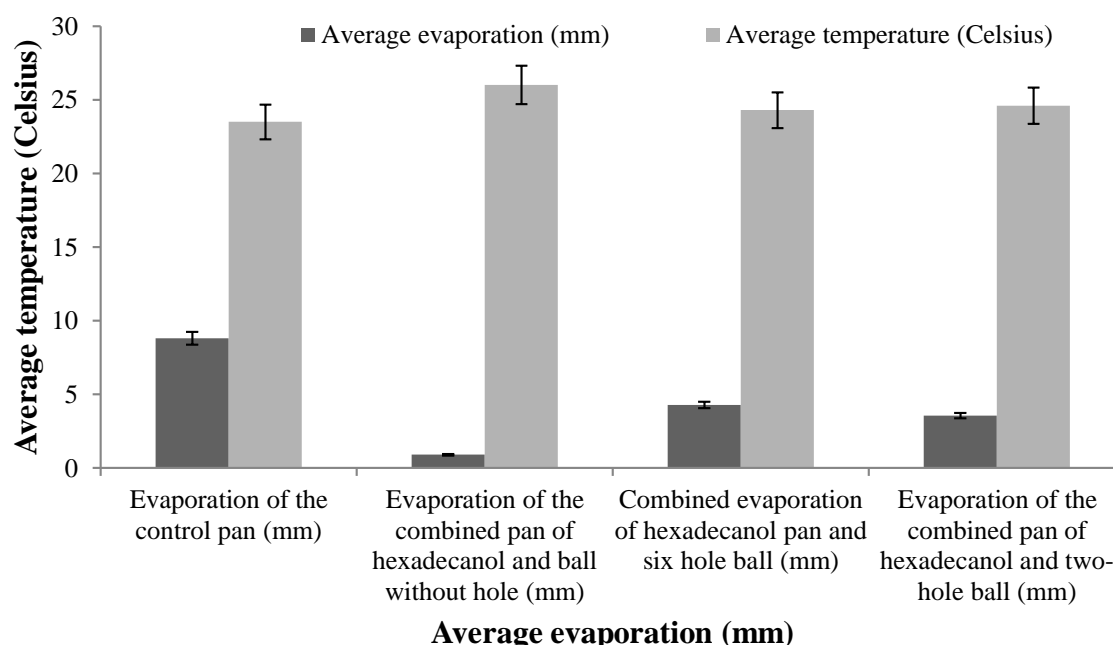 Average evaporation (mm)
Average temperature (Celsius)
Average temperature (Celsius)
30
25
20
15
10
5
0
Evaporation of the
control pan (mm)
Evaporation of the
combined pan of
hexadecanol and ball
without hole (mm)
Combined evaporation
of hexadecanol pan and
six hole ball (mm)
Evaporation of the
combined pan of
hexadecanol and two-
hole ball (mm)
Average evaporation (mm)